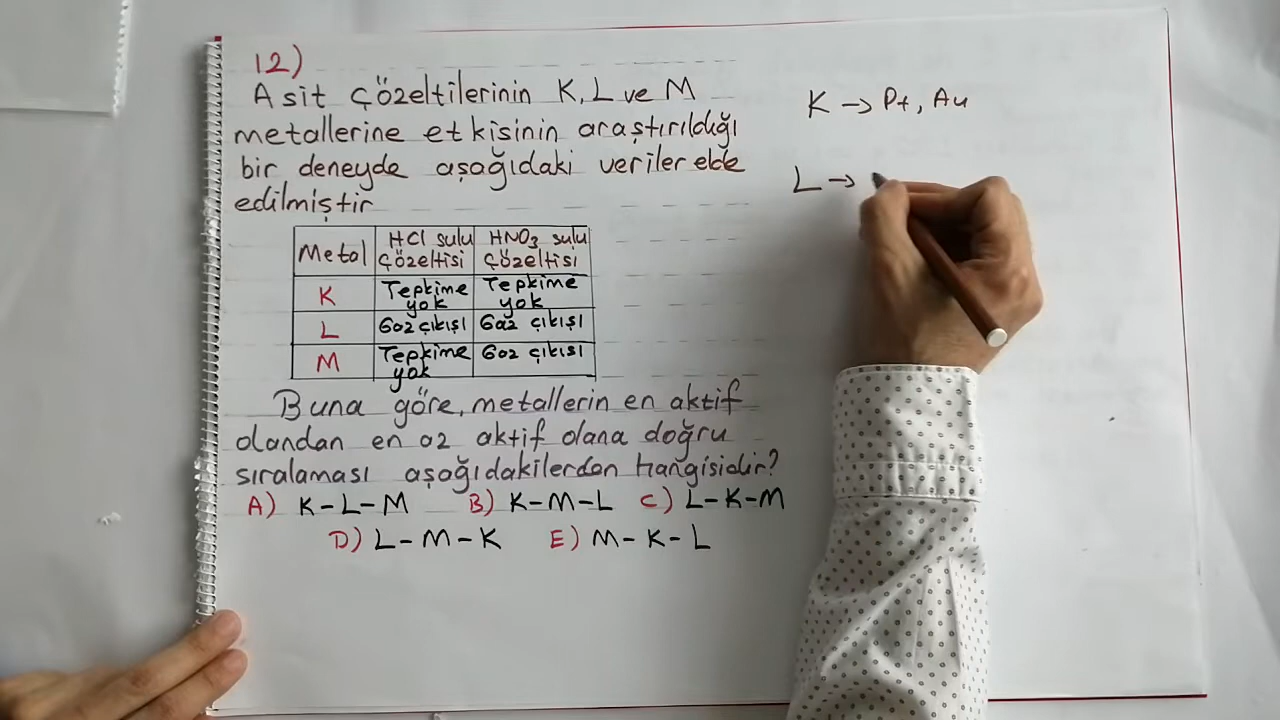 12)
Asit çözeltilerinin K, L ve M
metallerine etkisinin araştırıldığı
bir deneyde aşağıdaki veriler elde
edilmiştir
Metal HCl sulu çözeltisi HNO₃ sulu çözeltisi
K Tepkime yok Tepkime yok
L Gaz çıkışı Gaz çıkışı
M Tepkime yok Gaz çıkışı
Buna göre, metallerin en aktif
olandan en az aktif olana doğru
sıralaması aşağıdakilerden hangisidir?
A) K-L-M B) K-M-L C) L-K-M
D) L-M-K E) M-K-L
K → Pt, Au
L →